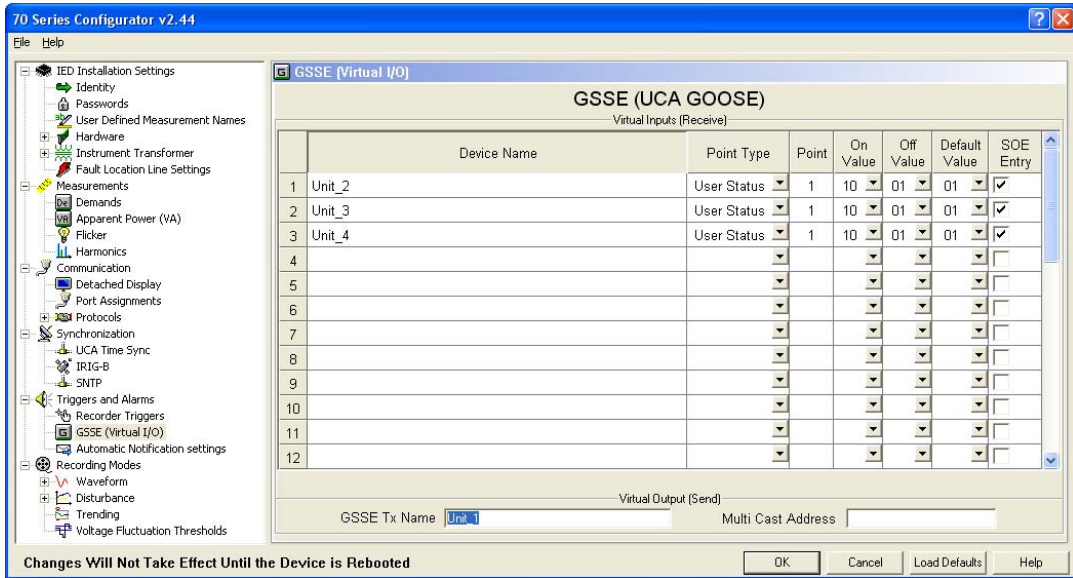 70 Series Configurator v2.44
File Help
IED Installation Settings
Identity
Passwords
User Defined Measurement Names
Hardware
Instrument Transformer
Fault Location Line Settings
Measurements
Demands
Apparent Power (VA)
Flicker
Harmonics
Communication
Detached Display
Port Assignments
Protocols
Synchronization
UCA Time Sync
IRIG-B
SNTP
Triggers and Alarms
Recorder Triggers
GSSE (Virtual I/O)
Automatic Notification settings
Recording Modes
Waveform
Disturbance
Trending
Voltage Fluctuation Thresholds
GSSE (Virtual I/O)
GSSE (UCA GOOSE)
Virtual Inputs (Receive)
Device Name Point Type Point On Value Off Value Default Value SOE Entry
1 Unit_2 User Status 1 10 01 01
2 Unit_3 User Status 1 10 01 01
3 Unit_4 User Status 1 10 01 01
4
5
6
7
8
9
10
11
12
Virtual Output (Send)
GSSE Tx Name Unit_1 Multi Cast Address
Changes Will Not Take Effect Until the Device is Rebooted OK Cancel Load Defaults Help